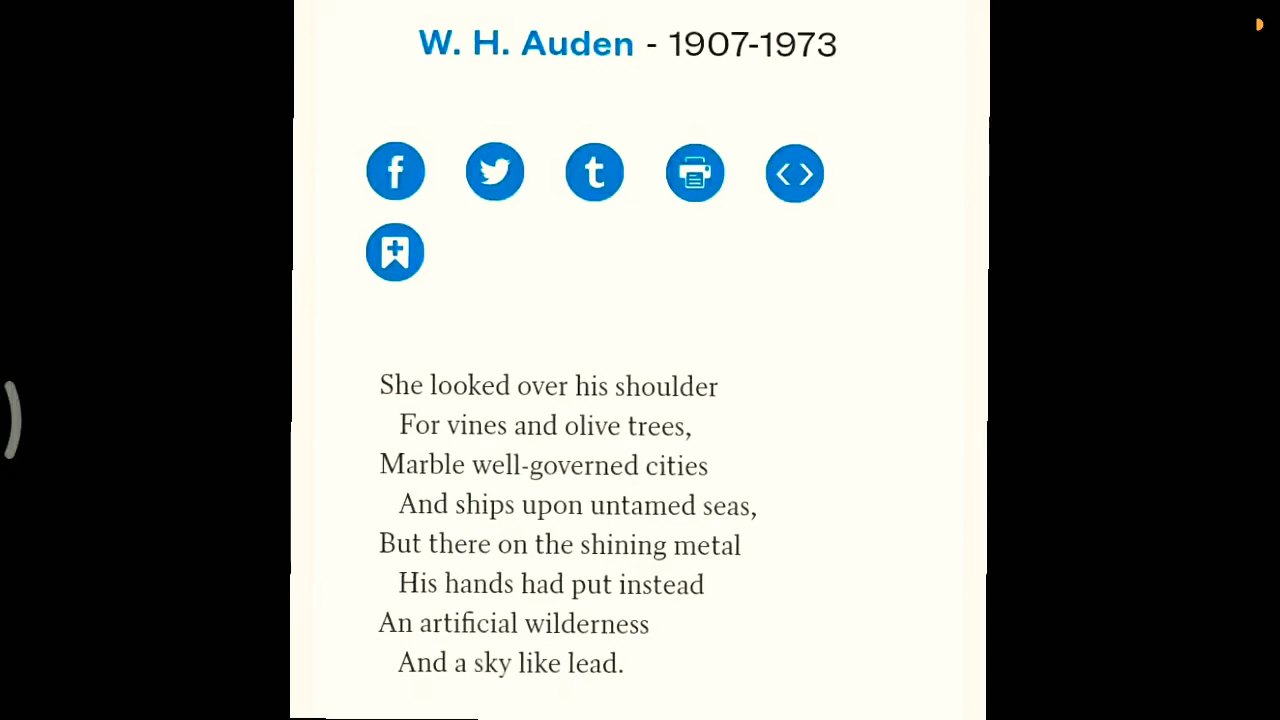 W. H. Auden - 1907-1973
She looked over his shoulder
For vines and olive trees,
Marble well-governed cities
And ships upon untamed seas,
But there on the shining metal
His hands had put instead
An artificial wilderness
And a sky like lead.